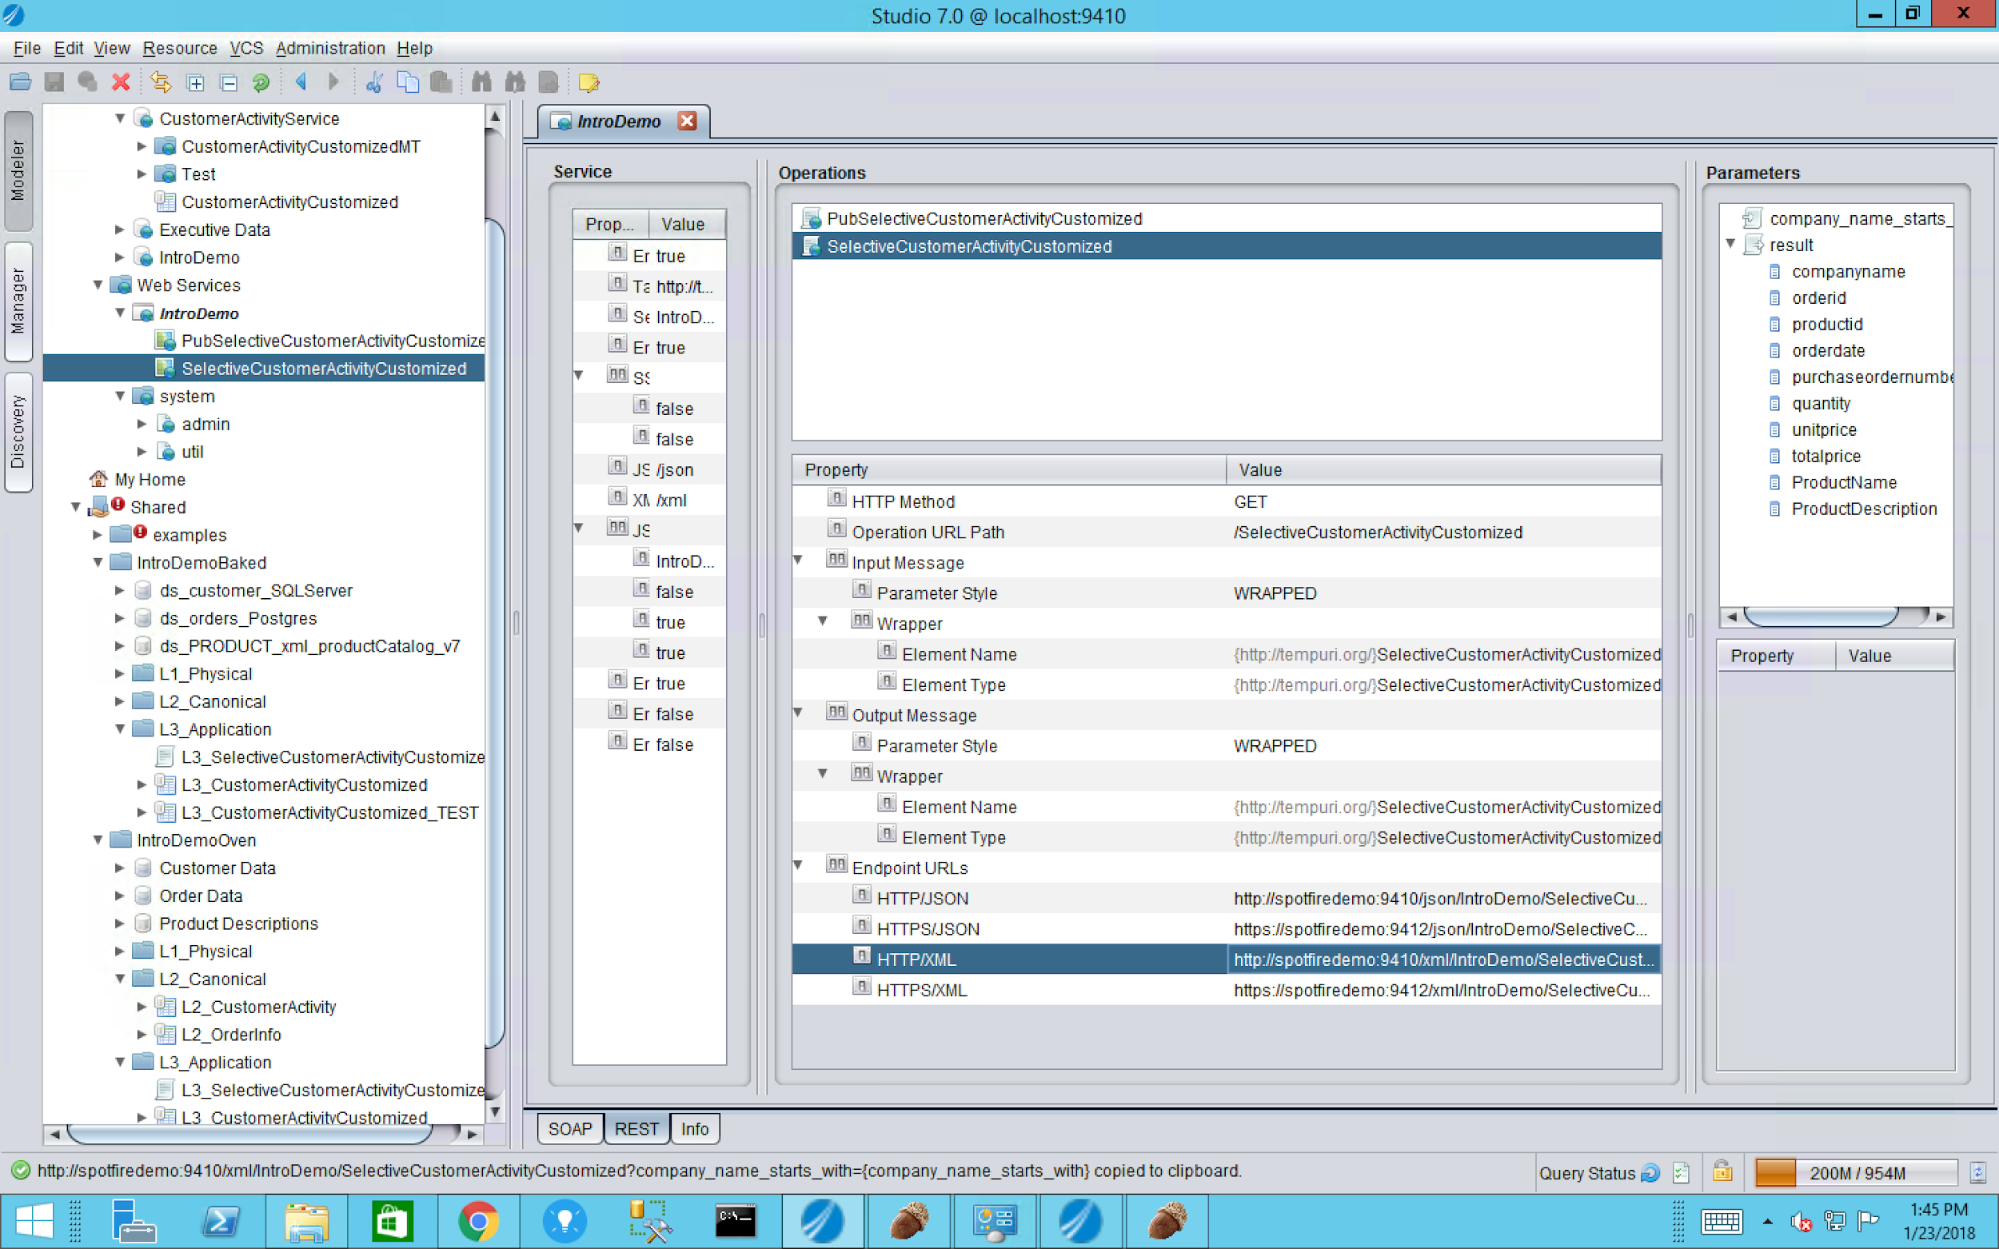 Studio 7.0 @ localhost:9410
File Edit View Resource VCS Administration Help
Modeler
Manager
Discovery
CustomerActivityService
CustomerActivityCustomizedMT
Test
CustomerActivityCustomized
Executive Data
IntroDemo
Web Services
IntroDemo
PubSelectiveCustomerActivityCustomize
SelectiveCustomerActivityCustomized
system
admin
util
My Home
Shared
examples
IntroDemoBaked
ds_customer_SQLServer
ds_orders_Postgres
ds_PRODUCT_xml_productCatalog_v7
L1_Physical
L2_Canonical
L3_Application
L3_SelectiveCustomerActivityCustomize
L3_CustomerActivityCustomized
L3_CustomerActivityCustomized_TEST
IntroDemoOven
Customer Data
Order Data
Product Descriptions
L1_Physical
L2_Canonical
L2_CustomerActivity
L2_OrderInfo
L3_Application
L3_SelectiveCustomerActivityCustomize
L3_CustomerActivityCustomized
IntroDemo
Service
Prop... Value
Er true
Ta http://t...
Se IntroD...
Er true
SS
false
false
JS /json
XM /xml
JS
IntroD...
false
true
true
Er true
Er false
Er false
Operations
PubSelectiveCustomerActivityCustomized
SelectiveCustomerActivityCustomized
Property Value
HTTP Method GET
Operation URL Path /SelectiveCustomerActivityCustomized
Input Message
Parameter Style WRAPPED
Wrapper
Element Name {http://tempuri.org/}SelectiveCustomerActivityCustomized
Element Type {http://tempuri.org/}SelectiveCustomerActivityCustomized
Output Message
Parameter Style WRAPPED
Wrapper
Element Name {http://tempuri.org/}SelectiveCustomerActivityCustomized
Element Type {http://tempuri.org/}SelectiveCustomerActivityCustomized
Endpoint URLs
HTTP/JSON http://spotfiredemo:9410/json/IntroDemo/SelectiveCu...
HTTPS/JSON https://spotfiredemo:9412/json/IntroDemo/SelectiveC...
HTTP/XML http://spotfiredemo:9410/xml/IntroDemo/SelectiveCust...
HTTPS/XML https://spotfiredemo:9412/xml/IntroDemo/SelectiveCu...
Parameters
company_name_starts_
result
companyname
orderid
productid
orderdate
purchaseordernumbe
quantity
unitprice
totalprice
ProductName
ProductDescription
Property Value
SOAP REST Info
http://spotfiredemo:9410/xml/IntroDemo/SelectiveCustomerActivityCustomized?company_name_starts_with={company_name_starts_with} copied to clipboard.
Query Status
200M / 954M
C:\_
1:45 PM
1/23/2018